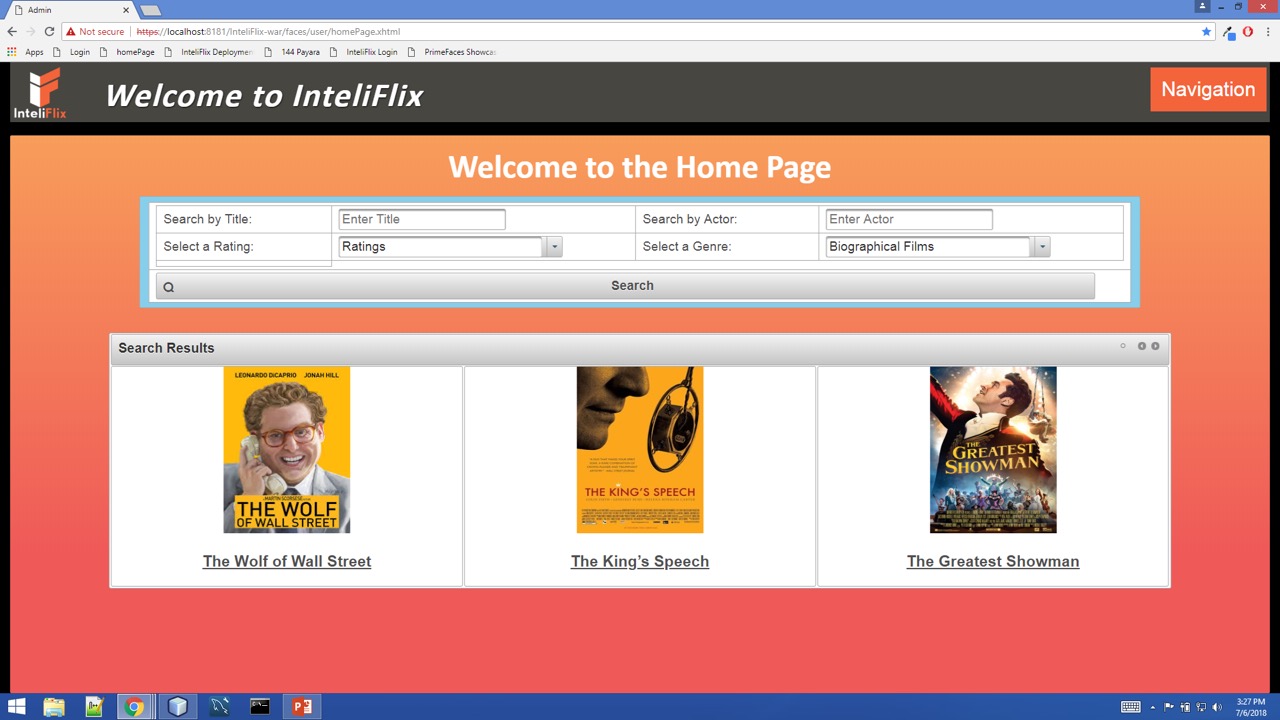 Admin
Not secure https://localhost:8181/InteliFlix-war/faces/user/homePage.xhtml
Apps Login homePage InteliFlix Deploymen 144 Payara InteliFlix Login PrimeFaces Showcas
InteliFlix
Welcome to InteliFlix
Navigation
Welcome to the Home Page
Search by Title: Enter Title Search by Actor: Enter Actor
Select a Rating: Ratings Select a Genre: Biographical Films
Search
Search Results
LEONARDO DiCAPRIO JONAH HILL
THE WOLF
OF WALL STREET
The Wolf of Wall Street
THE KING'S SPEECH
The King’s Speech
THE
GREATEST
SHOWMAN
The Greatest Showman
3:27 PM
7/6/2018